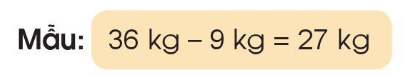 Mẫu: 36 kg – 9 kg = 27 kg